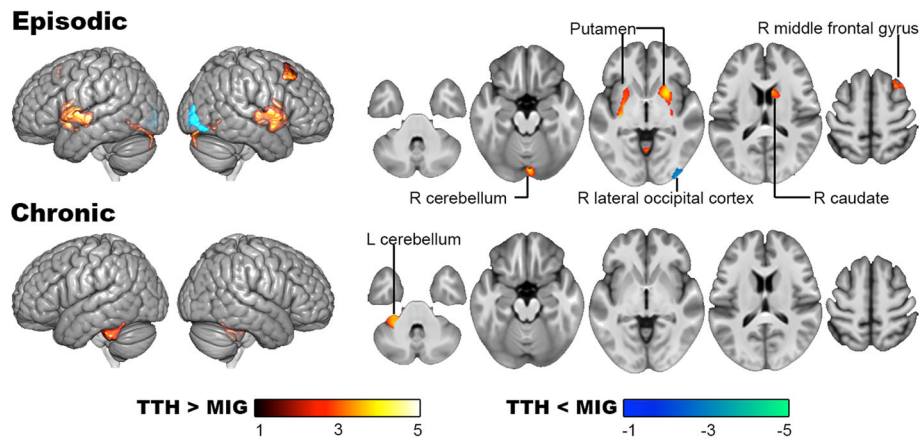 Episodic
Putamen
R middle frontal gyrus
R cerebellum
R lateral occipital cortex
R caudate
Chronic
L cerebellum
TTH > MIG
1 3 5
TTH < MIG
-1 -3 -5